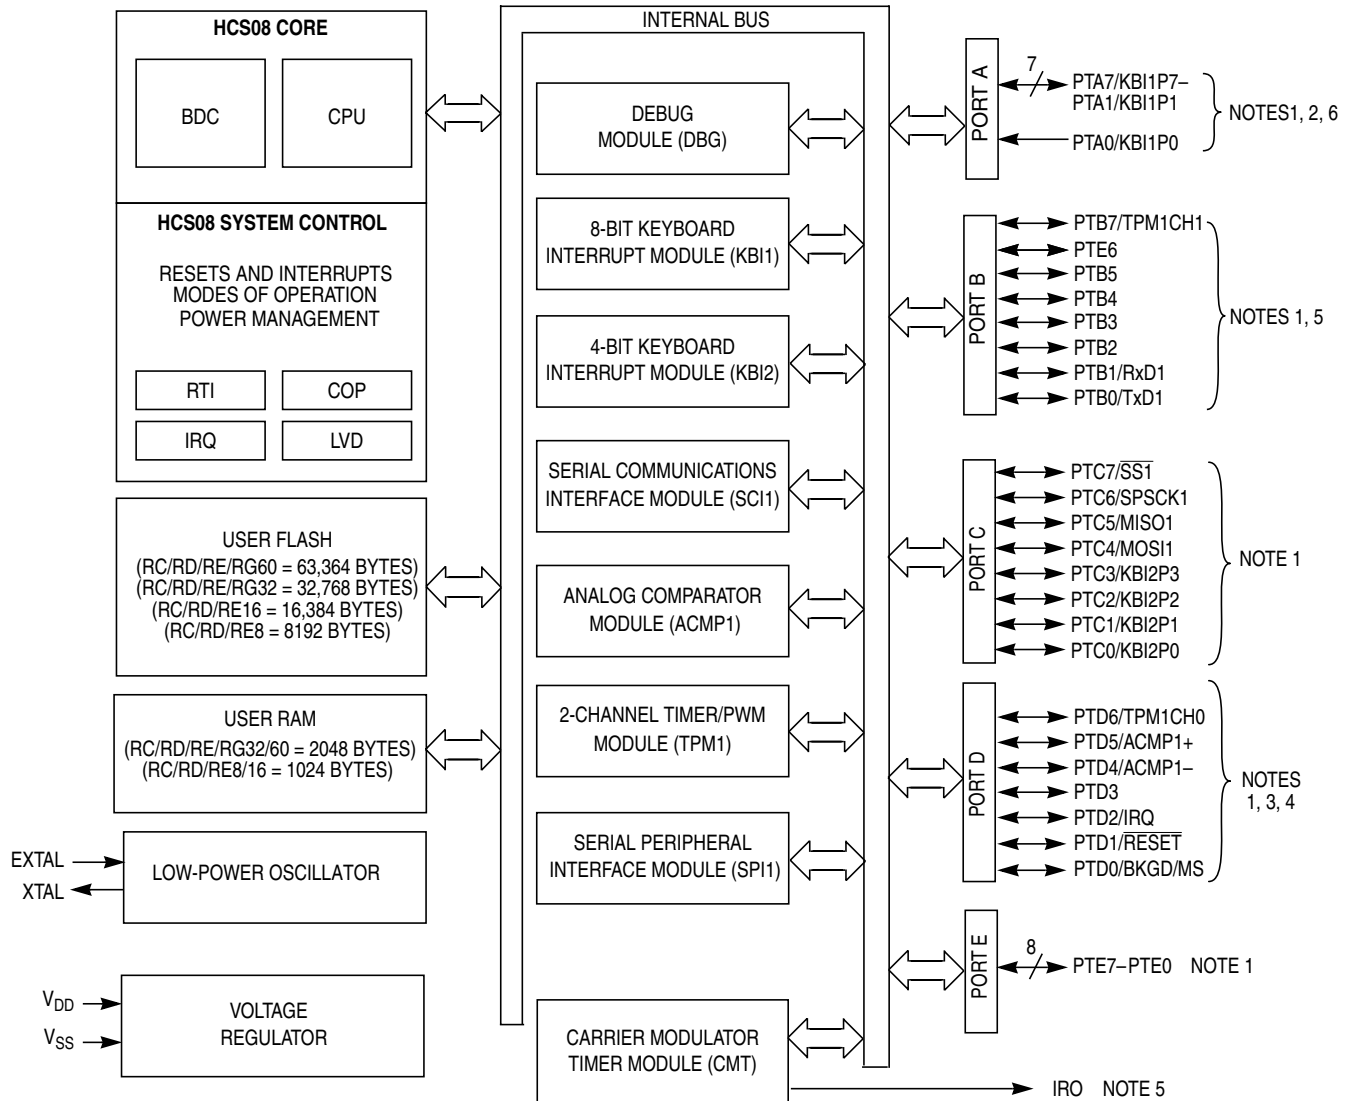 HCS08 CORE
BDC
CPU
HCS08 SYSTEM CONTROL
RESETS AND INTERRUPTS
MODES OF OPERATION
POWER MANAGEMENT
RTI
COP
IRQ
LVD
USER FLASH
(RC/RD/RE/RG60 = 63,364 BYTES)
(RC/RD/RE/RG32 = 32,768 BYTES)
(RC/RD/RE16 = 16,384 BYTES)
(RC/RD/RE8 = 8192 BYTES)
USER RAM
(RC/RD/RE/RG32/60 = 2048 BYTES)
(RC/RD/RE8/16 = 1024 BYTES)
EXTAL
XTAL
LOW-POWER OSCILLATOR
VDD
VSS
VOLTAGE
REGULATOR
INTERNAL BUS
DEBUG
MODULE (DBG)
8-BIT KEYBOARD
INTERRUPT MODULE (KBI1)
4-BIT KEYBOARD
INTERRUPT MODULE (KBI2)
SERIAL COMMUNICATIONS
INTERFACE MODULE (SCI1)
ANALOG COMPARATOR
MODULE (ACMP1)
2-CHANNEL TIMER/PWM
MODULE (TPM1)
SERIAL PERIPHERAL
INTERFACE MODULE (SPI1)
CARRIER MODULATOR
TIMER MODULE (CMT)
PORT A
7
PTA7/KBI1P7–
PTA1/KBI1P1
PTA0/KBI1P0
NOTES1, 2, 6
PORT B
PTB7/TPM1CH1
PTE6
PTB5
PTB4
PTB3
PTB2
PTB1/RxD1
PTB0/TxD1
NOTES 1, 5
PORT C
PTC7/SS1
PTC6/SPSCK1
PTC5/MISO1
PTC4/MOSI1
PTC3/KBI2P3
PTC2/KBI2P2
PTC1/KBI2P1
PTC0/KBI2P0
NOTE 1
PORT D
PTD6/TPM1CH0
PTD5/ACMP1+
PTD4/ACMP1–
PTD3
PTD2/IRQ
PTD1/RESET
PTD0/BKGD/MS
NOTES
1, 3, 4
PORT E
8
PTE7–PTE0 NOTE 1
IRO NOTE 5